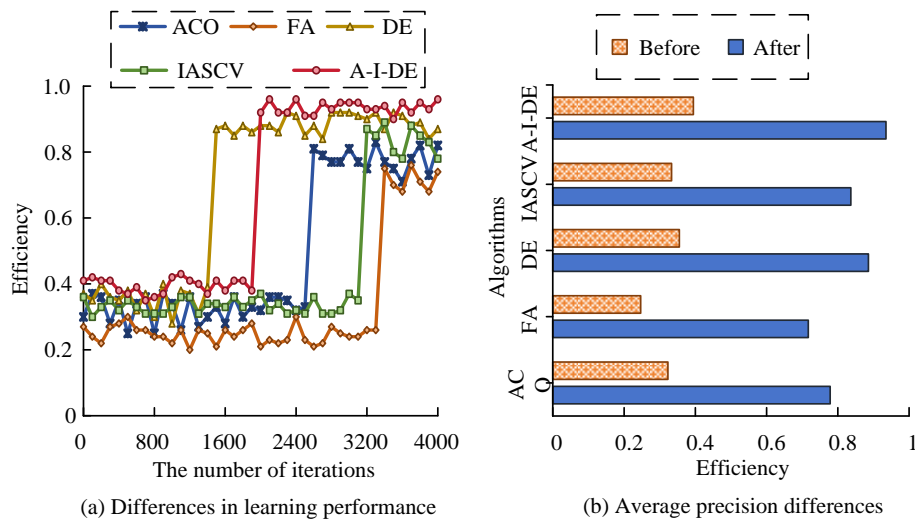 ACO FA DE
IASCV A-I-DE
Efficiency
1.0
0.8
0.6
0.4
0.2
0
0 800 1600 2400 3200 4000
The number of iterations
(a) Differences in learning performance
Before After
Algorithms
A-I-DE
IASCV
DE
FA
AC
O
0 0.2 0.4 0.6 0.8 1
Efficiency
(b) Average precision differences